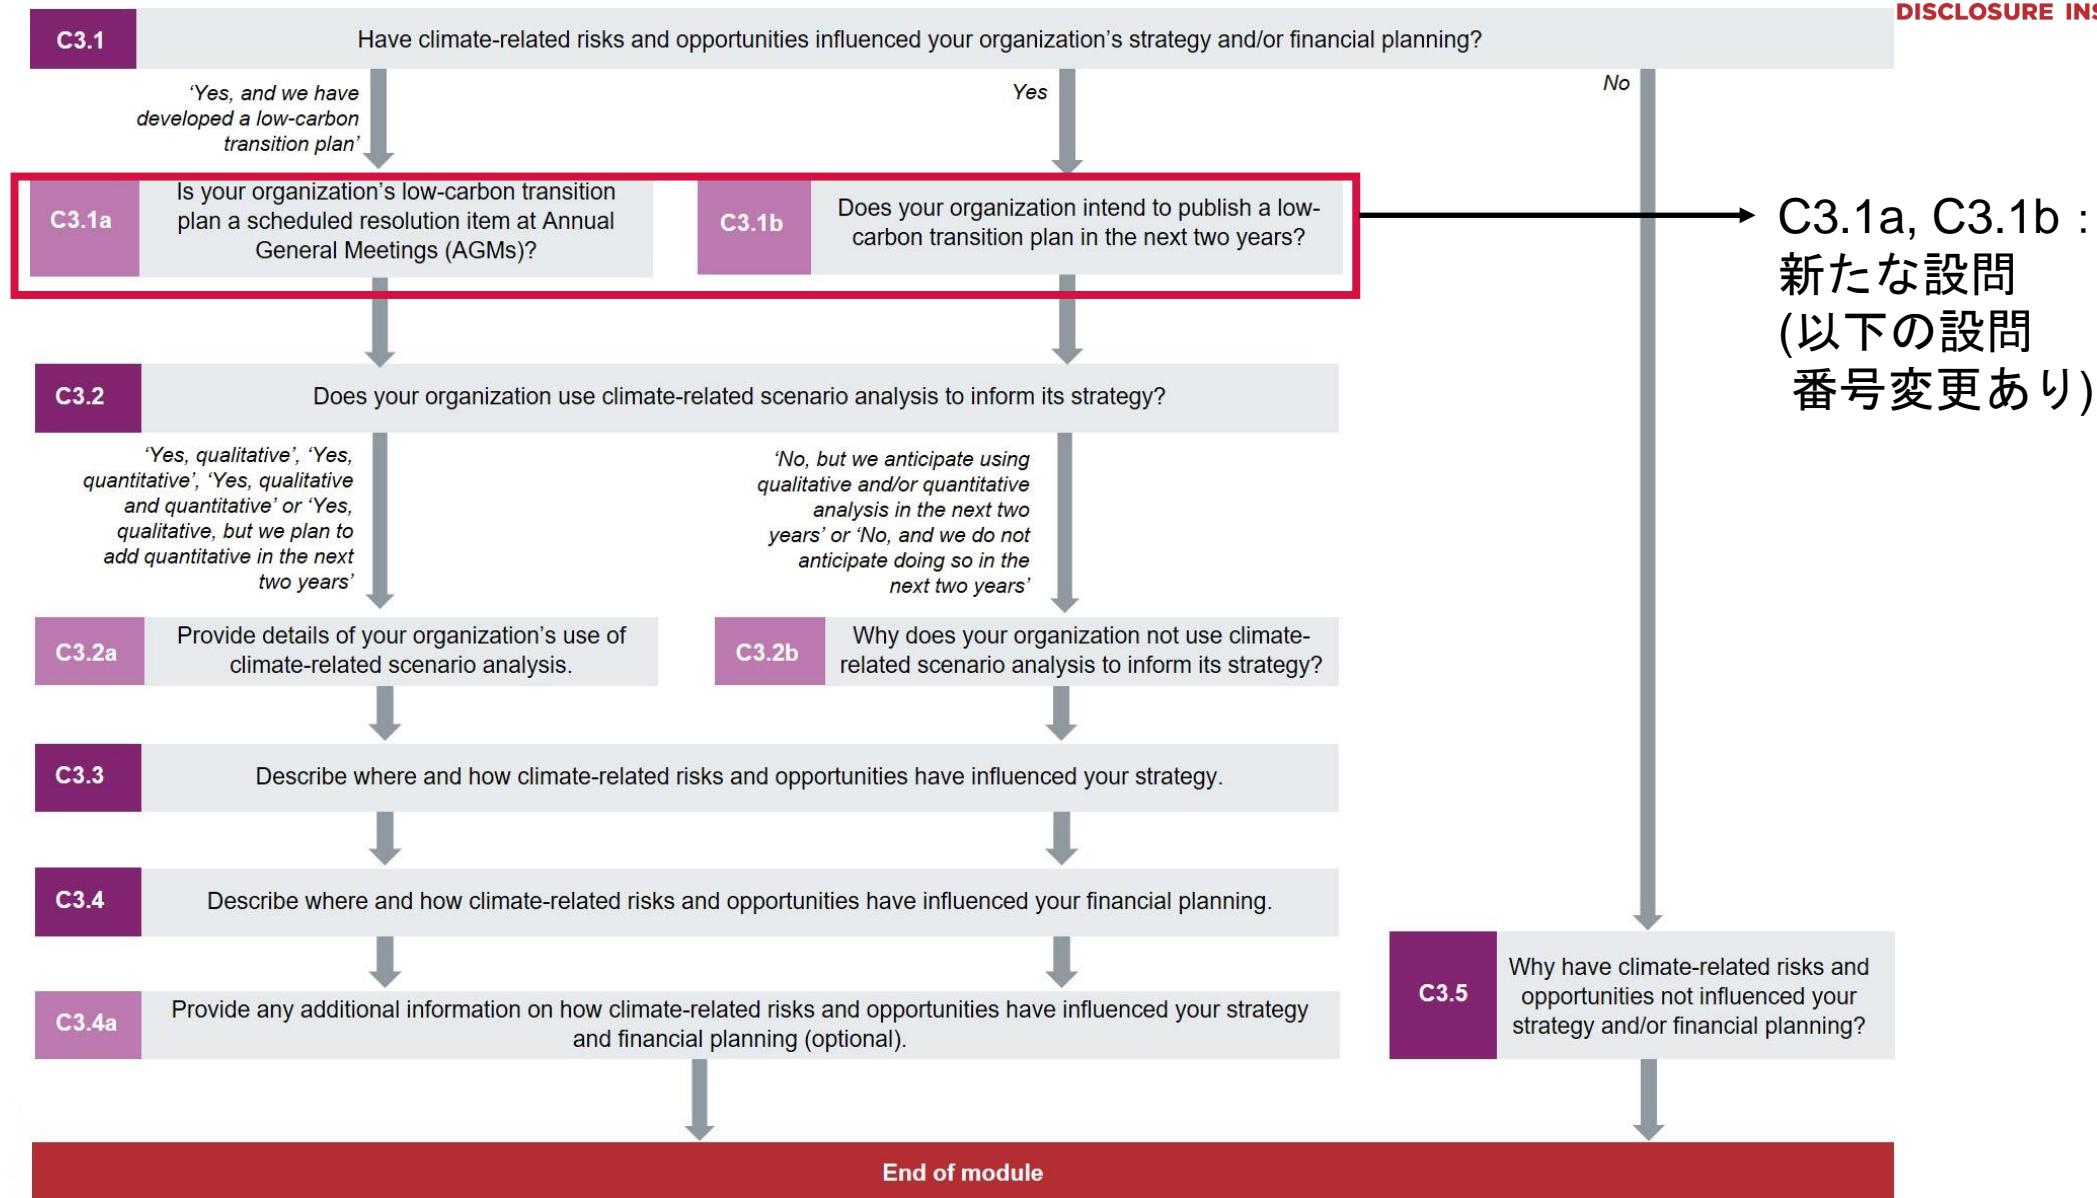 DISCLOSURE INS
C3.1
Have climate-related risks and opportunities influenced your organization's strategy and/or financial planning?
'Yes, and we have
developed a low-carbon
transition plan'
Yes
No
C3.1a
Is your organization's low-carbon transition
plan a scheduled resolution item at Annual
General Meetings (AGMs)?
C3.1b
Does your organization intend to publish a low-
carbon transition plan in the next two years?
C3.1a, C3.1b：
新たな設問
(以下の設問
番号変更あり)
C3.2
Does your organization use climate-related scenario analysis to inform its strategy?
'Yes, qualitative', 'Yes,
quantitative', 'Yes, qualitative
and quantitative' or 'Yes,
qualitative, but we plan to
add quantitative in the next
two years'
'No, but we anticipate using
qualitative and/or quantitative
analysis in the next two
years' or 'No, and we do not
anticipate doing so in the
next two years'
C3.2a
Provide details of your organization's use of
climate-related scenario analysis.
C3.2b
Why does your organization not use climate-
related scenario analysis to inform its strategy?
C3.3
Describe where and how climate-related risks and opportunities have influenced your strategy.
C3.4
Describe where and how climate-related risks and opportunities have influenced your financial planning.
C3.4a
Provide any additional information on how climate-related risks and opportunities have influenced your strategy
and financial planning (optional).
C3.5
Why have climate-related risks and
opportunities not influenced your
strategy and/or financial planning?
End of module